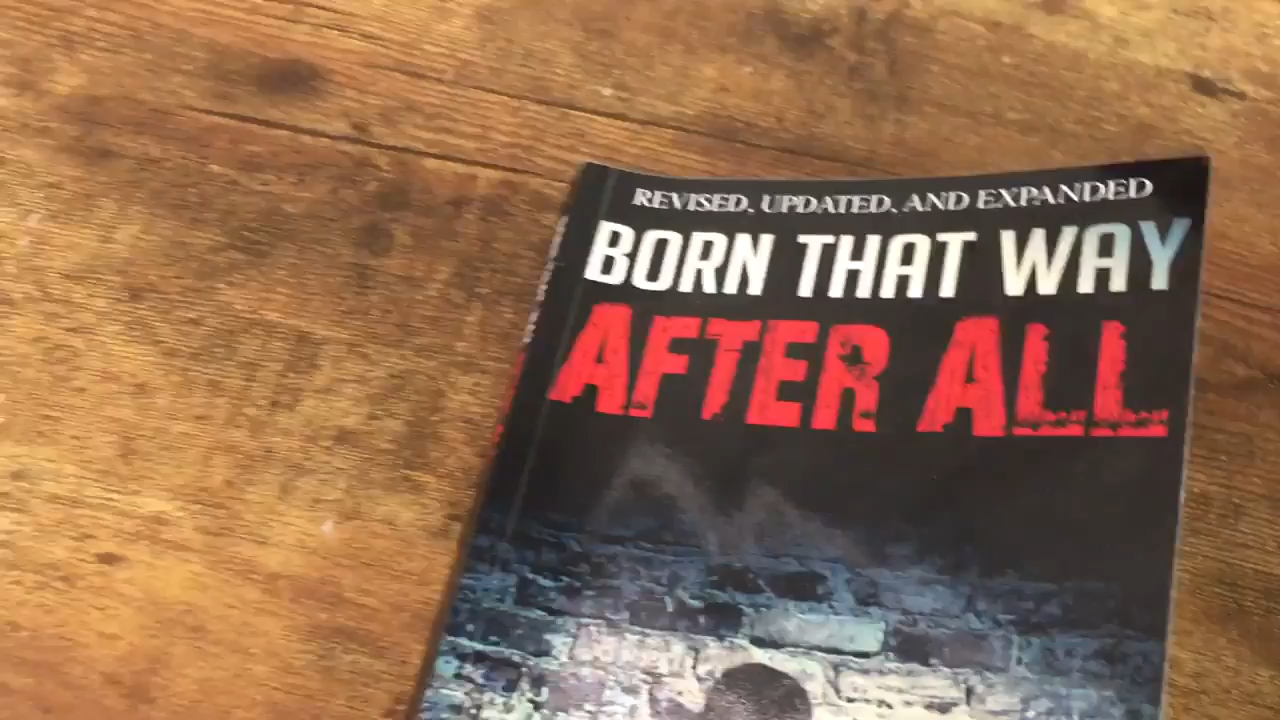 REVISED, UPDATED, AND EXPANDED
BORN THAT WAY
AFTER ALL